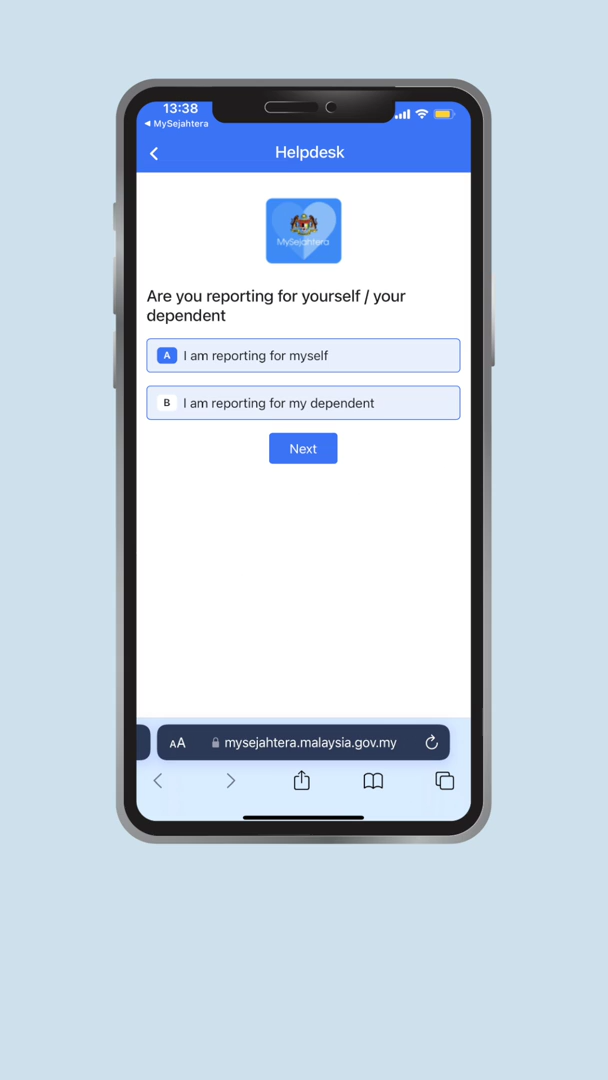 13:38
◀ MySejahtera
Helpdesk
MySejahtera
Are you reporting for yourself / your
dependent
A I am reporting for myself
B I am reporting for my dependent
Next
AA mysejahtera.malaysia.gov.my